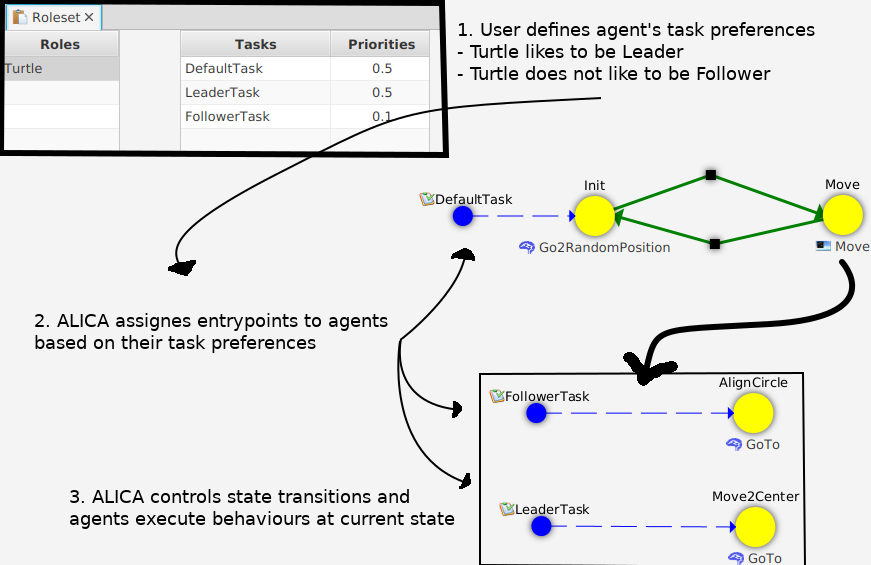 Roleset ✕
Roles Tasks Priorities
Turtle DefaultTask 0.5
LeaderTask 0.5
FollowerTask 0.1
1. User defines agent's task preferences
- Turtle likes to be Leader
- Turtle does not like to be Follower
DefaultTask
Init
Move
Go2RandomPosition
Move
2. ALICA assignes entrypoints to agents
based on their task preferences
FollowerTask
AlignCircle
GoTo
3. ALICA controls state transitions and
agents execute behaviours at current state
LeaderTask
Move2Center
GoTo